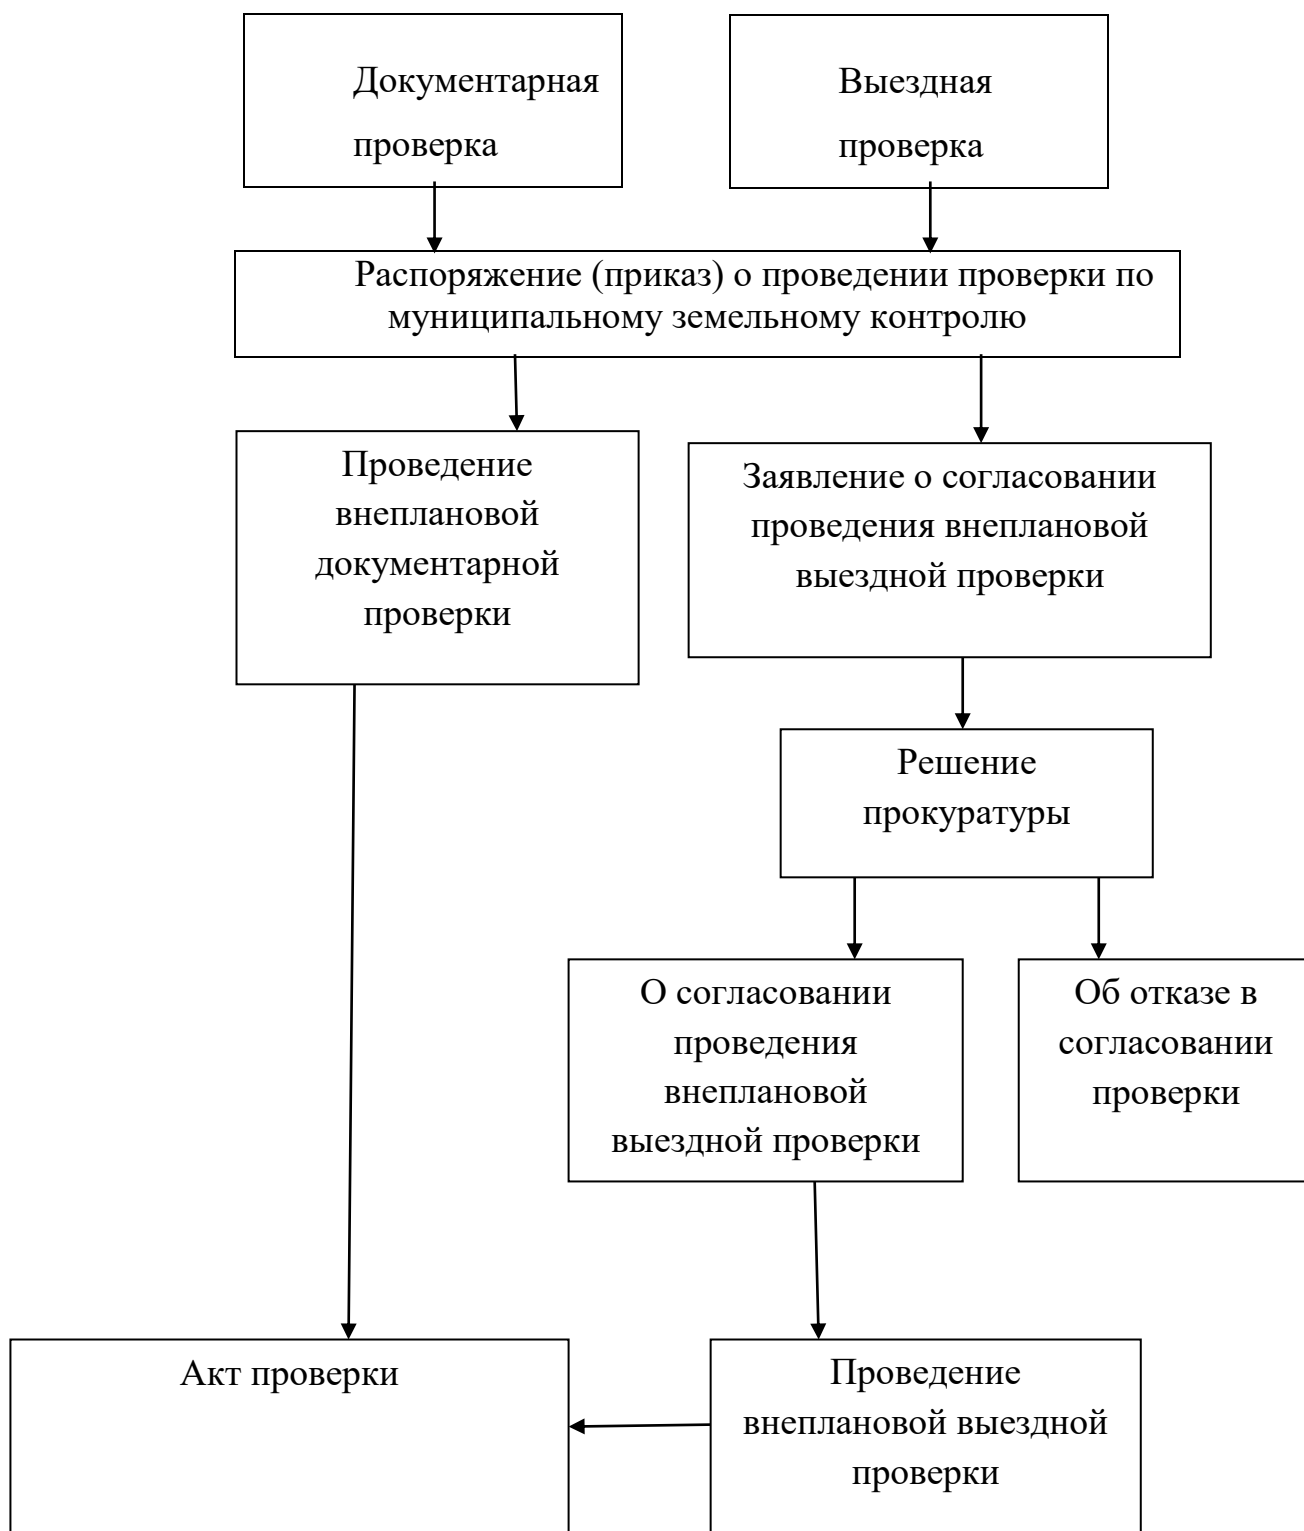 Документарная
проверка
Выездная
проверка
Распоряжение (приказ) о проведении проверки по
муниципальному земельному контролю
Проведение
внеплановой
документарной
проверки
Заявление о согласовании
проведения внеплановой
выездной проверки
Решение
прокуратуры
О согласовании
проведения
внеплановой
выездной проверки
Об отказе в
согласовании
проверки
Акт проверки
Проведение
внеплановой выездной
проверки